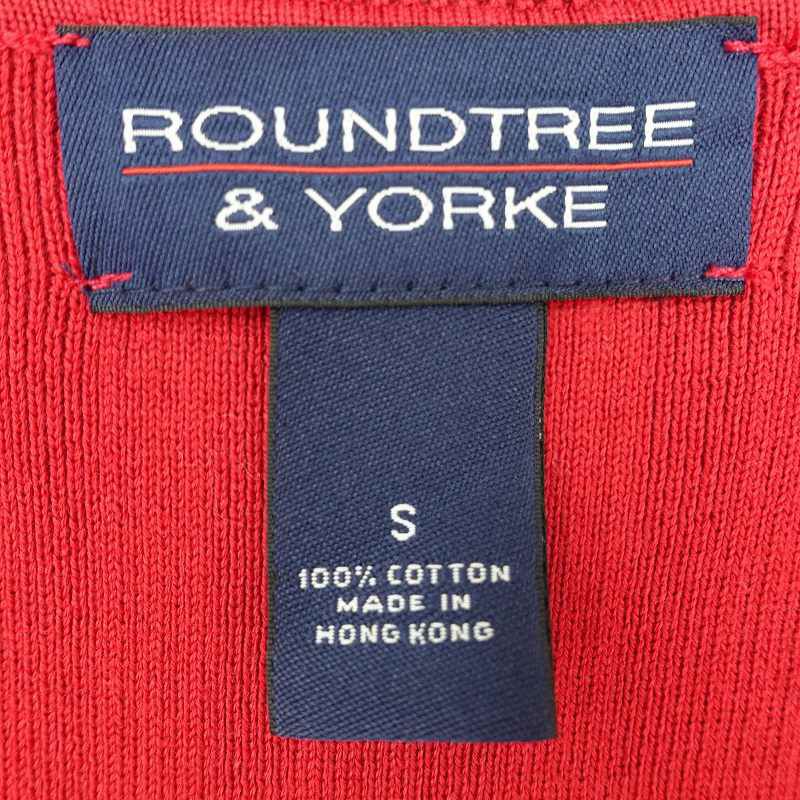 ROUNDTREE
& YORKE
S
100% COTTON
MADE IN
HONG KONG